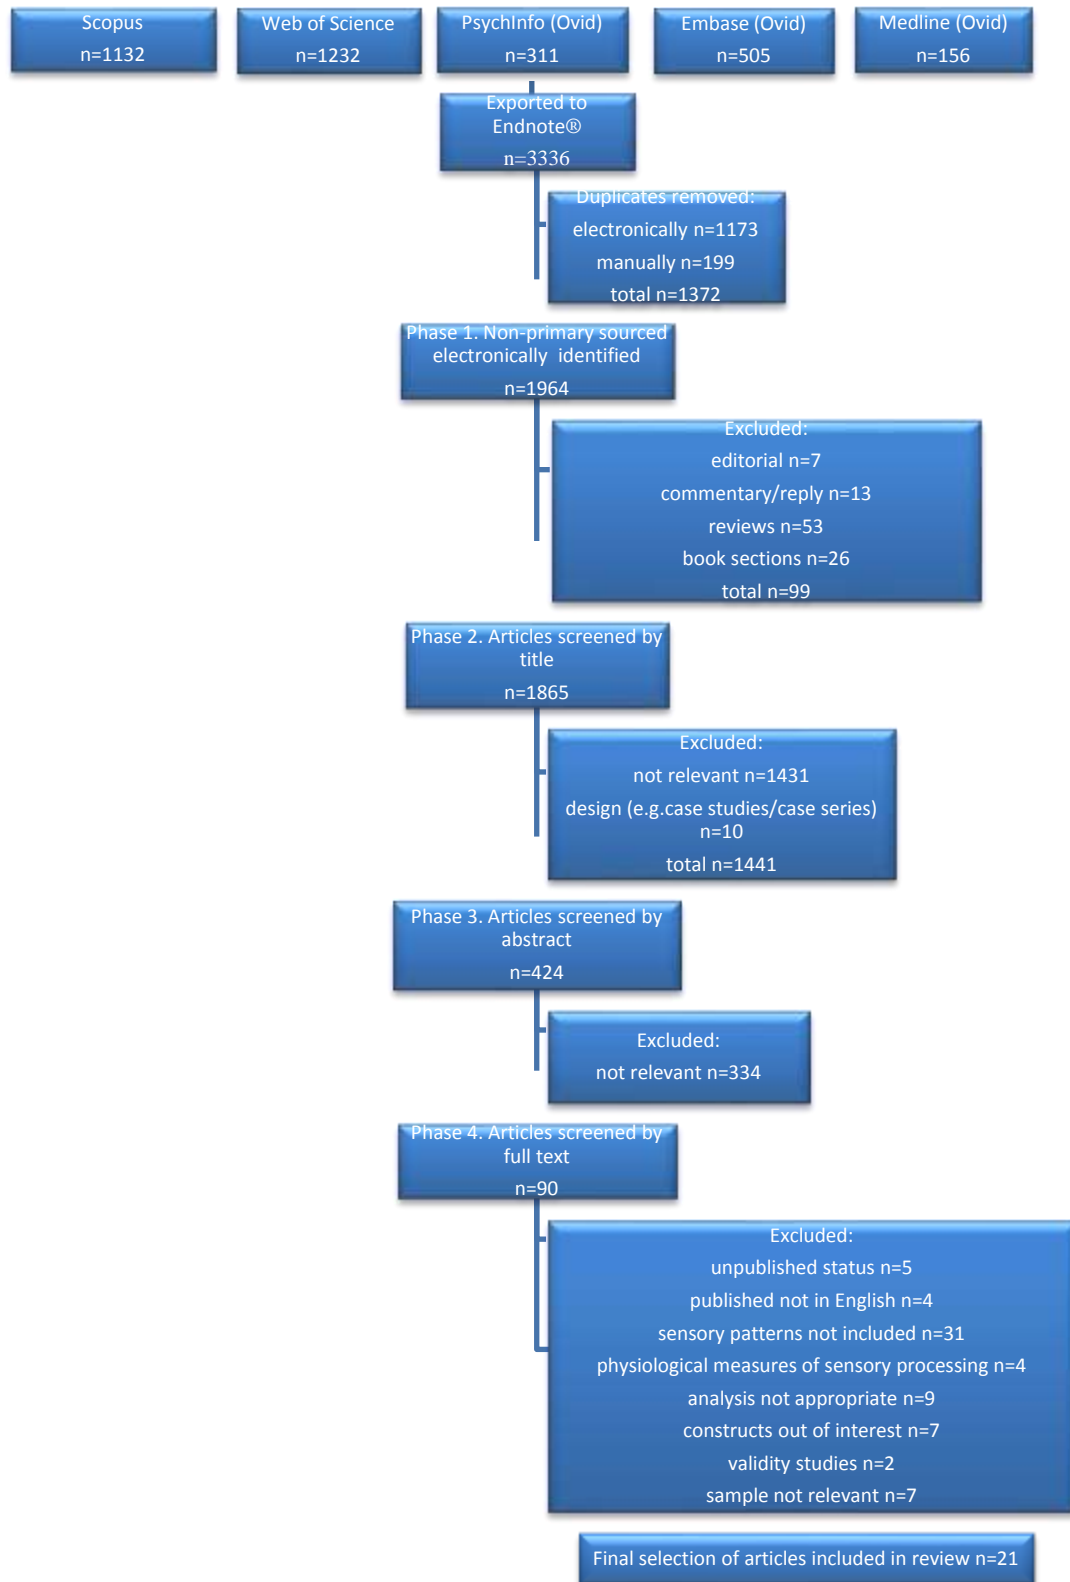 Scopus
n=1132
Web of Science
n=1232
PsychInfo (Ovid)
n=311
Embase (Ovid)
n=505
Medline (Ovid)
n=156
Exported to
Endnote®
n=3336
Duplicates removed:
electronically n=1173
manually n=199
total n=1372
Phase 1. Non-primary sourced
electronically identified
n=1964
Excluded:
editorial n=7
commentary/reply n=13
reviews n=53
book sections n=26
total n=99
Phase 2. Articles screened by
title
n=1865
Excluded:
not relevant n=1431
design (e.g.case studies/case series)
n=10
total n=1441
Phase 3. Articles screened by
abstract
n=424
Excluded:
not relevant n=334
Phase 4. Articles screened by
full text
n=90
Excluded:
unpublished status n=5
published not in English n=4
sensory patterns not included n=31
physiological measures of sensory processing n=4
analysis not appropriate n=9
constructs out of interest n=7
validity studies n=2
sample not relevant n=7
Final selection of articles included in review n=21